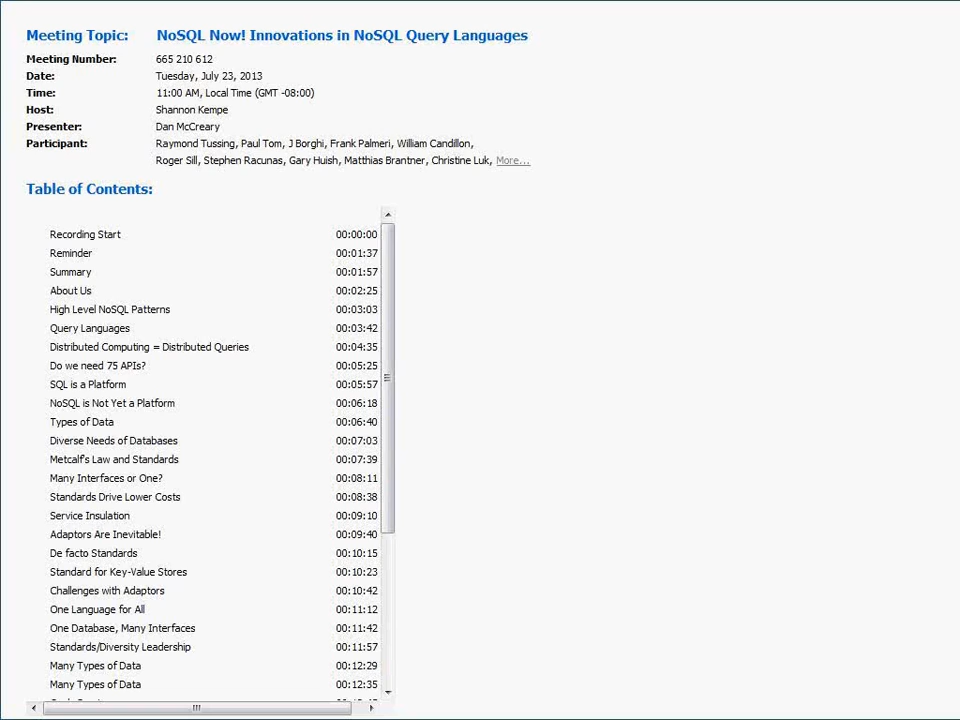 Meeting Topic: NoSQL Now! Innovations in NoSQL Query Languages
Meeting Number: 665 210 612
Date: Tuesday, July 23, 2013
Time: 11:00 AM, Local Time (GMT -08:00)
Host: Shannon Kempe
Presenter: Dan McCreary
Participant: Raymond Tussing, Paul Tom, J Borghi, Frank Palmeri, William Candillon,
Roger Sill, Stephen Racunas, Gary Huish, Matthias Brantner, Christine Luk, More...
Table of Contents:
Recording Start 00:00:00
Reminder 00:01:37
Summary 00:01:57
About Us 00:02:25
High Level NoSQL Patterns 00:03:03
Query Languages 00:03:42
Distributed Computing = Distributed Queries 00:04:35
Do we need 75 APIs? 00:05:25
SQL is a Platform 00:05:57
NoSQL is Not Yet a Platform 00:06:18
Types of Data 00:06:40
Diverse Needs of Databases 00:07:03
Metcalf's Law and Standards 00:07:39
Many Interfaces or One? 00:08:11
Standards Drive Lower Costs 00:08:38
Service Insulation 00:09:10
Adaptors Are Inevitable! 00:09:40
De facto Standards 00:10:15
Standard for Key-Value Stores 00:10:23
Challenges with Adaptors 00:10:42
One Language for All 00:11:12
One Database, Many Interfaces 00:11:42
Standards/Diversity Leadership 00:11:57
Many Types of Data 00:12:29
Many Types of Data 00:12:35